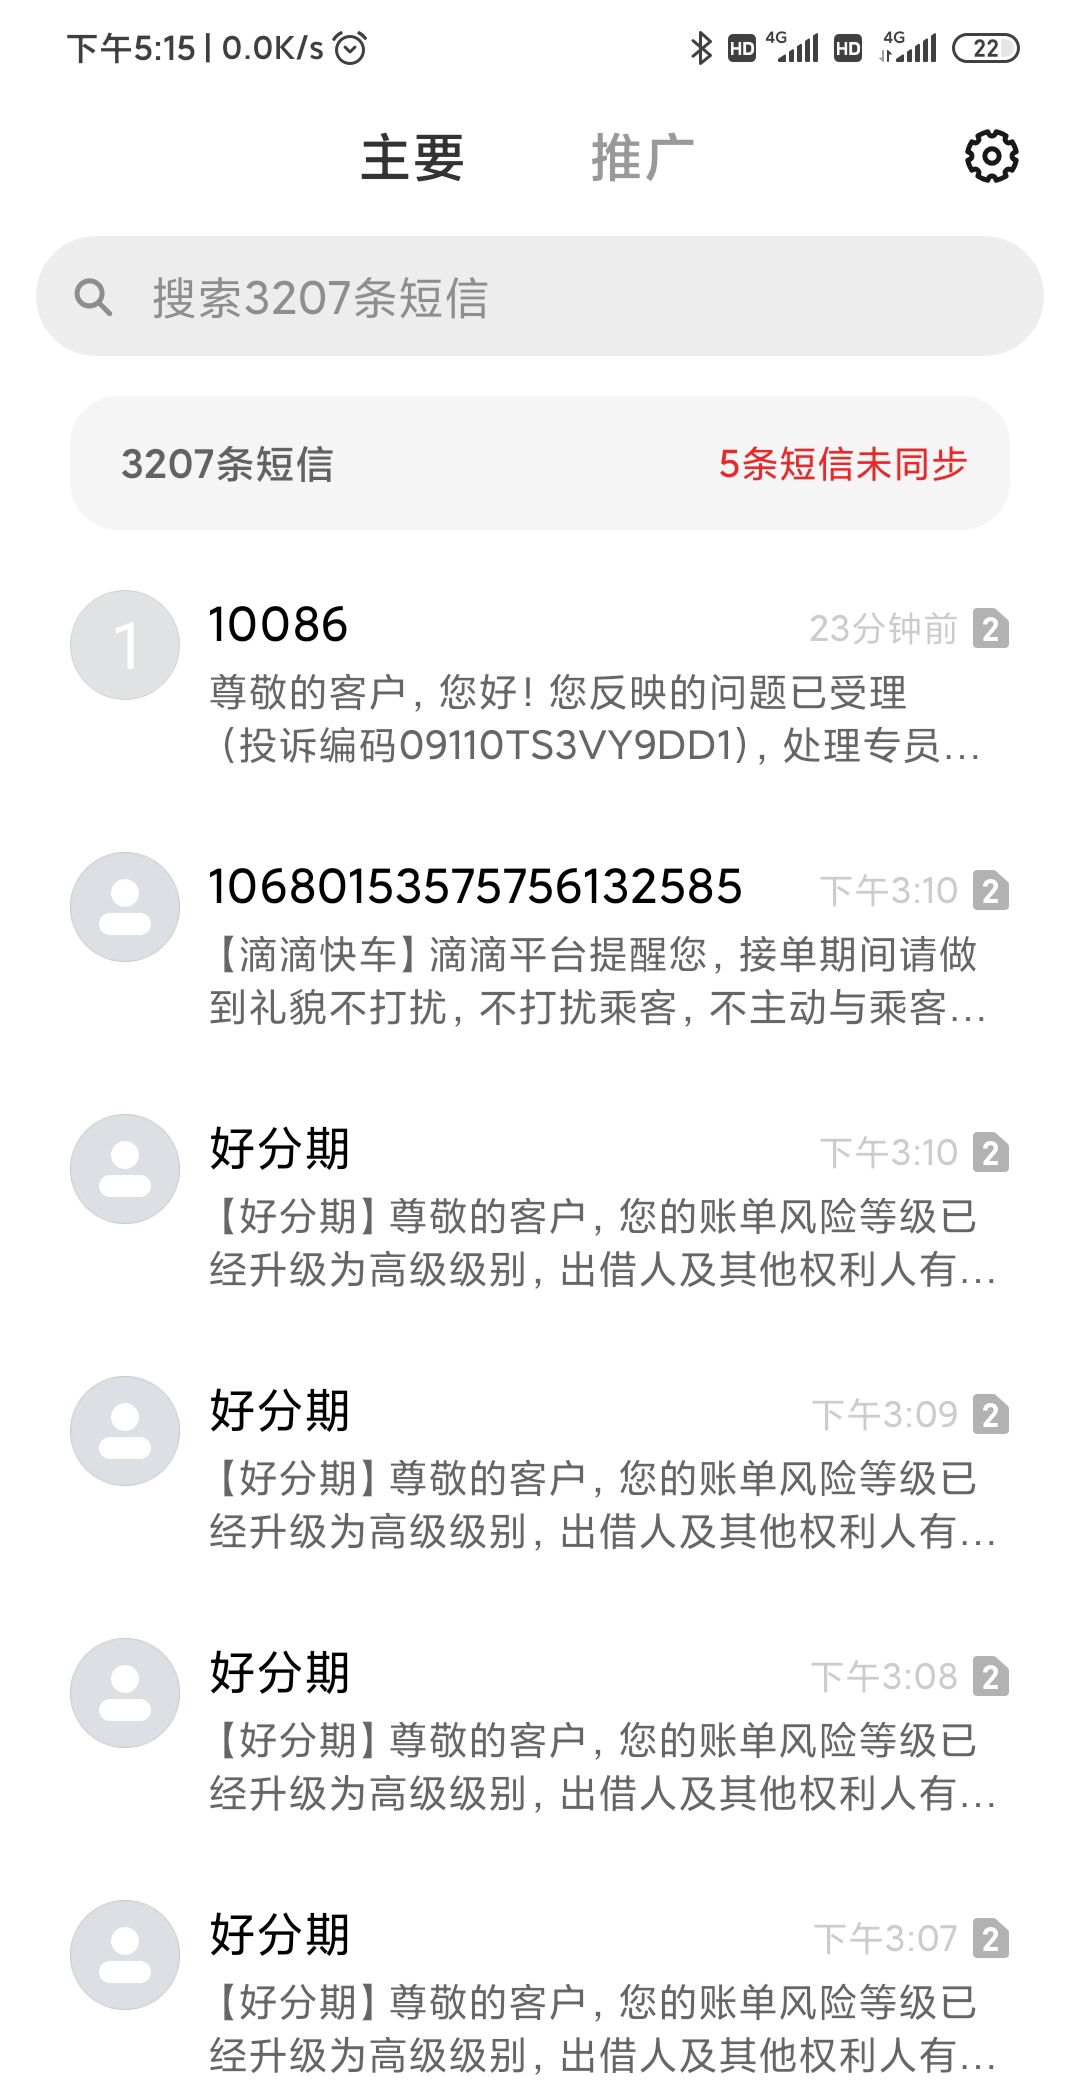 下午5:15 | 0.0K/s
HD 4G HD 4G 22
主要 推广
搜索3207条短信
3207条短信 5条短信未同步
1 10086 23分钟前 2
尊敬的客户，您好！您反映的问题已受理
（投诉编码09110TS3VY9DD1），处理专员...
10680153575756132585 下午3:10 2
【滴滴快车】滴滴平台提醒您，接单期间请做
到礼貌不打扰，不打扰乘客，不主动与乘客...
好分期 下午3:10 2
【好分期】尊敬的客户，您的账单风险等级已
经升级为高级级别，出借人及其他权利人有...
好分期 下午3:09 2
【好分期】尊敬的客户，您的账单风险等级已
经升级为高级级别，出借人及其他权利人有...
好分期 下午3:08 2
【好分期】尊敬的客户，您的账单风险等级已
经升级为高级级别，出借人及其他权利人有...
好分期 下午3:07 2
【好分期】尊敬的客户，您的账单风险等级已
经升级为高级级别，出借人及其他权利人有...